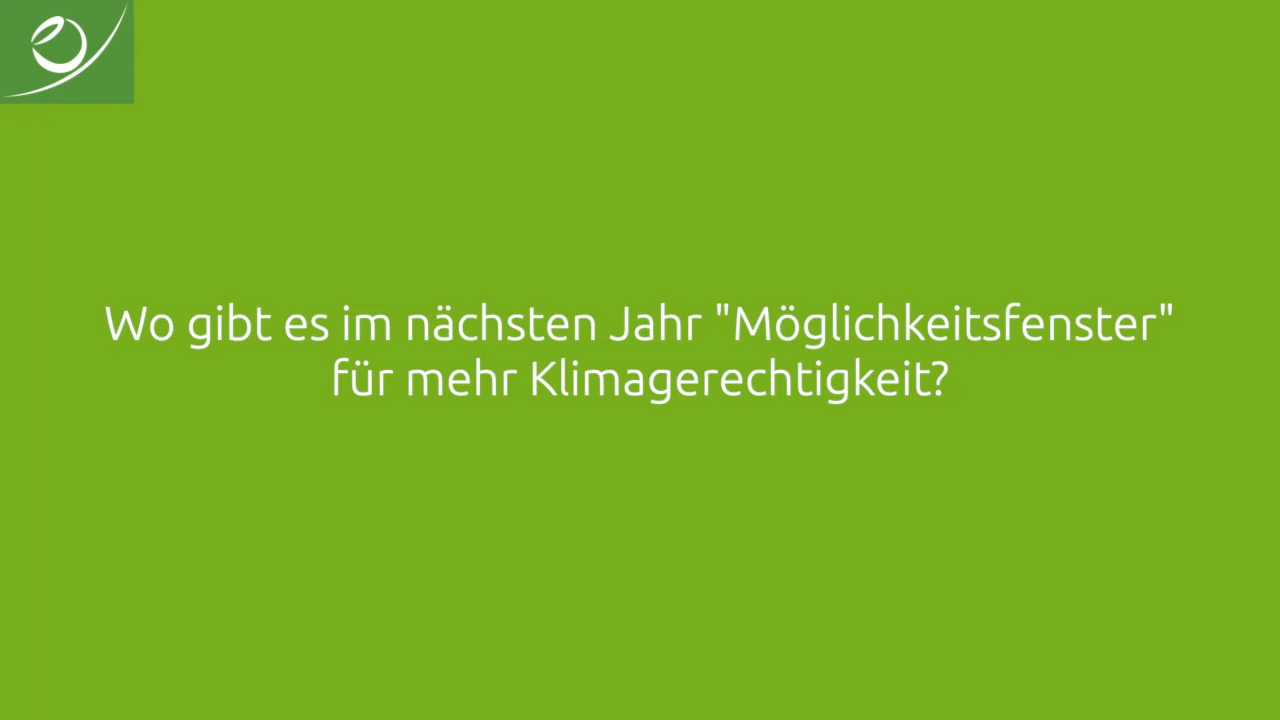 Wo gibt es im nächsten Jahr "Möglichkeitsfenster"
für mehr Klimagerechtigkeit?